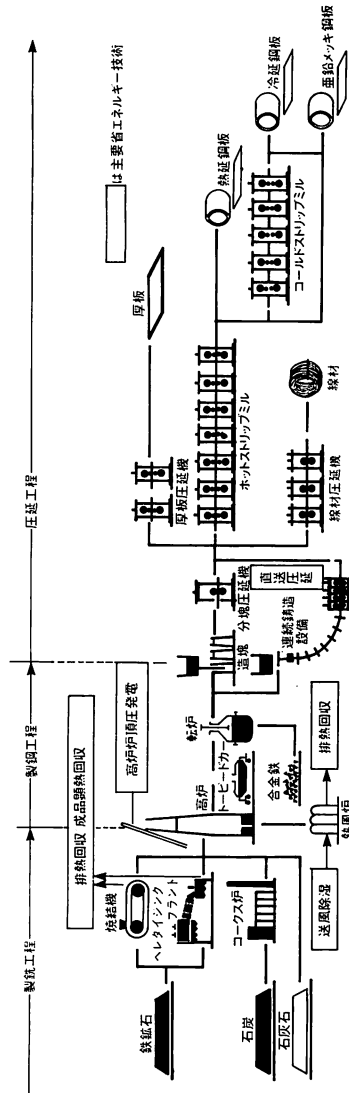 製銑工程
製鋼工程
圧延工程
は主要省エネルギー技術
排熱回収 成品顕熱回収
高炉炉頂圧発電
鉄鉱石
焼結機
ペレタイジング
プラント
石炭
コークス炉
石灰石
高炉
トーピードカー
転炉
合金鉄
送風除湿
熱風炉
排熱回収
造塊
分塊圧延機
直送圧延
連続鋳造
設備
厚板圧延機
厚板
ホットストリップミル
熱延鋼板
線材圧延機
線材
コールドストリップミル
冷延鋼板
亜鉛メッキ鋼板